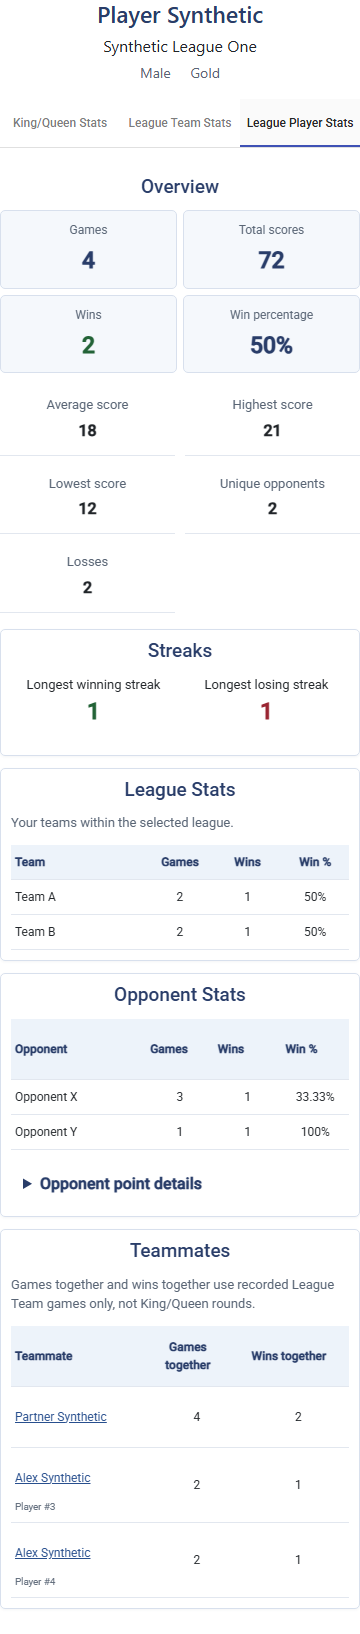 Player Synthetic
Synthetic League One
Male Gold
King/Queen Stats League Team Stats League Player Stats
Overview
Games Total scores
4 72
Wins Win percentage
2 50%
Average score Highest score
18 21
Lowest score Unique opponents
12 2
Losses
2
Streaks
Longest winning streak Longest losing streak
1 1
League Stats
Your teams within the selected league.
Team Games Wins Win %
Team A 2 1 50%
Team B 2 1 50%
Opponent Stats
Opponent Games Wins Win %
Opponent X 3 1 33.33%
Opponent Y 1 1 100%
Opponent point details
Teammates
Games together and wins together use recorded League
Team games only, not King/Queen rounds.
Teammate Games together Wins together
Partner Synthetic 4 2
Alex Synthetic 2 1
Player #3
Alex Synthetic 2 1
Player #4